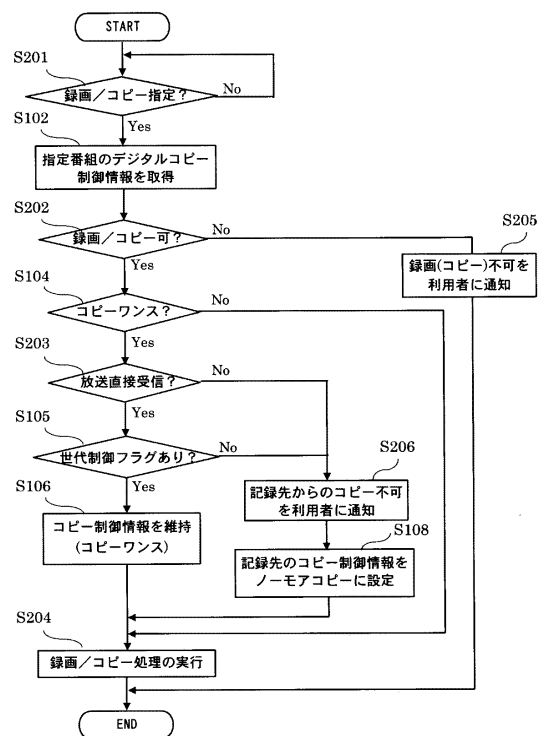 START
S201
録画／コピー指定？
No
Yes
S102
指定番組のデジタルコピー
制御情報を取得
S202
録画／コピー可？
No
Yes
S205
録画(コピー)不可を
利用者に通知
S104
コピーワンス？
No
Yes
S203
放送直接受信？
No
Yes
S105
世代制御フラグあり？
No
Yes
S206
記録先からのコピー不可
を利用者に通知
S106
コピー制御情報を維持
(コピーワンス)
S108
記録先のコピー制御情報を
ノーモアコピーに設定
S204
録画／コピー処理の実行
END